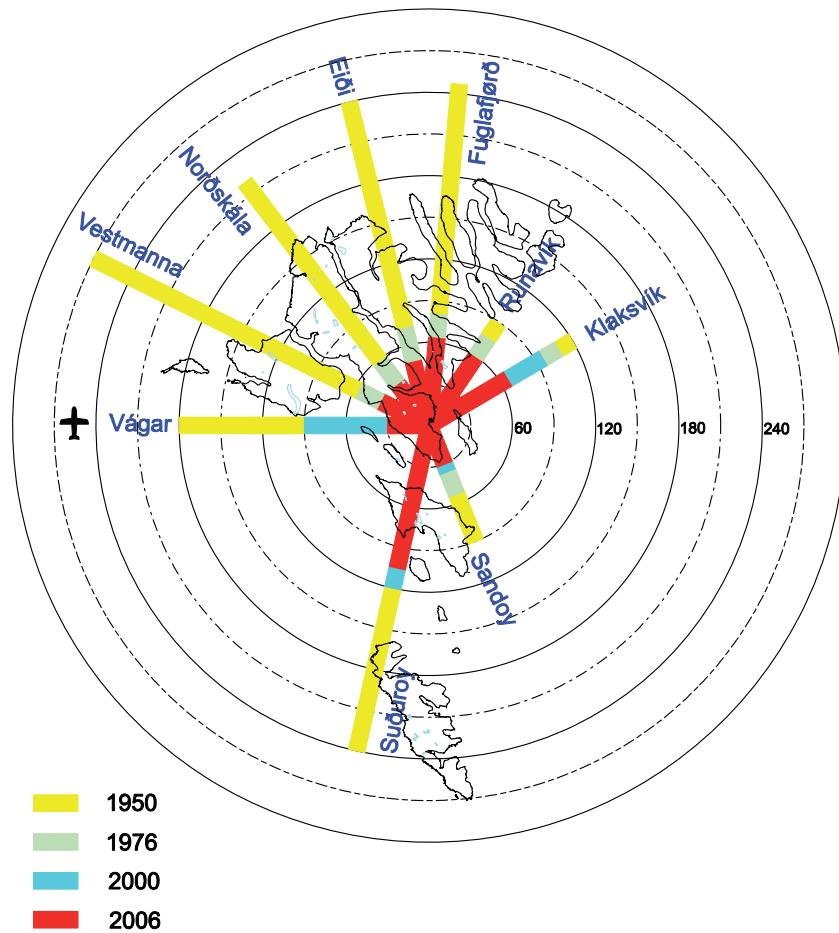 Eiði
Fuglafjørð
Norðskála
Vestmanna
Runavík
Klaksvík
Vágar
60
120
180
240
Sandoy
Suðuroy
1950
1976
2000
2006